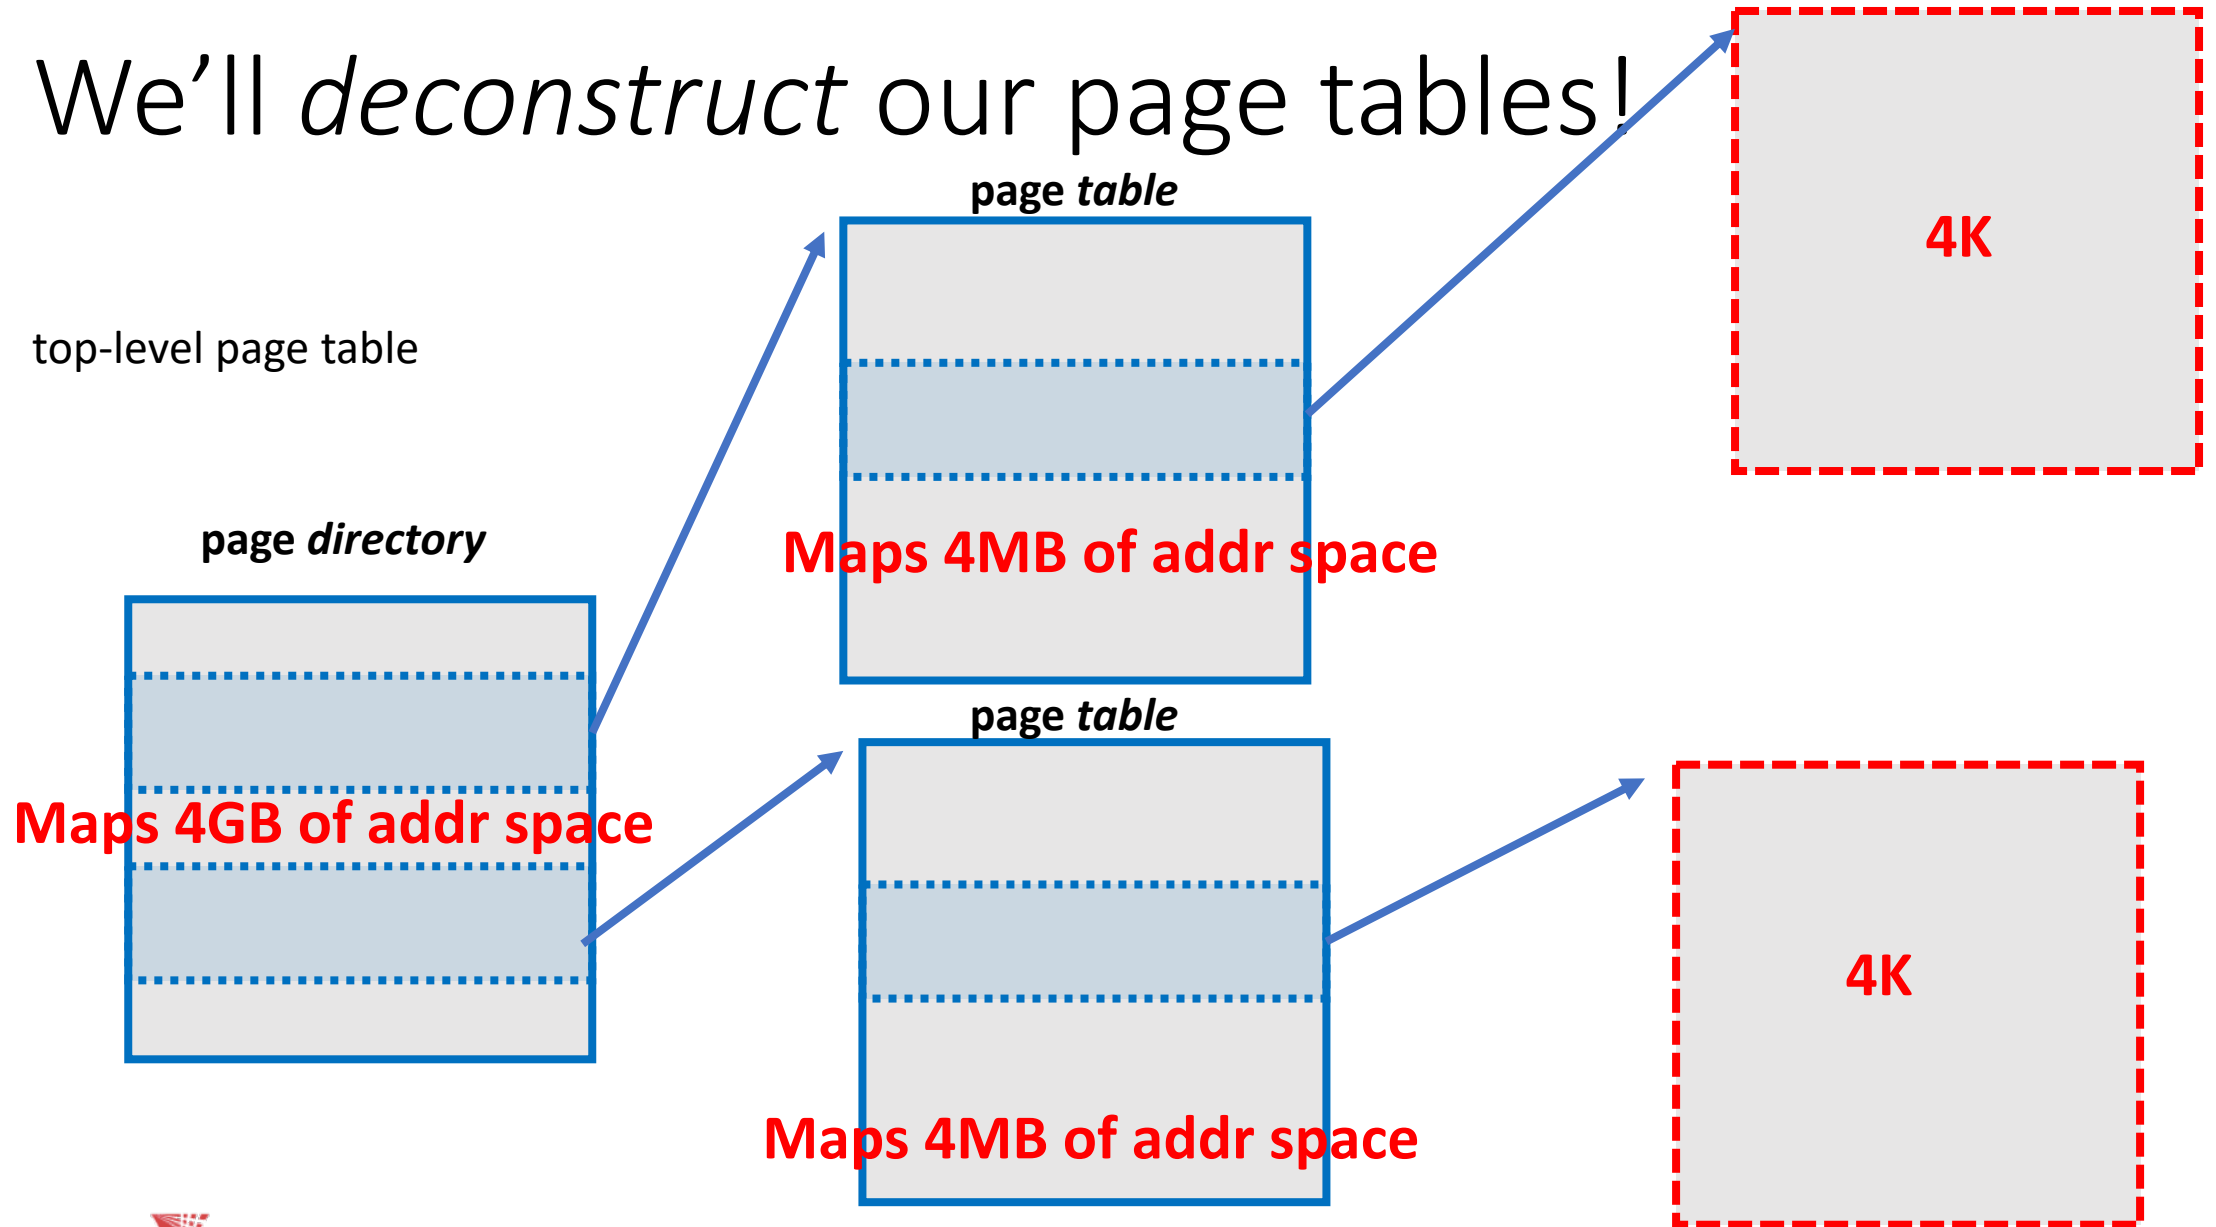 We’ll deconstruct our page tables!
page table
4K
top-level page table
Maps 4MB of addr space
page directory
page table
Maps 4GB of addr space
4K
Maps 4MB of addr space